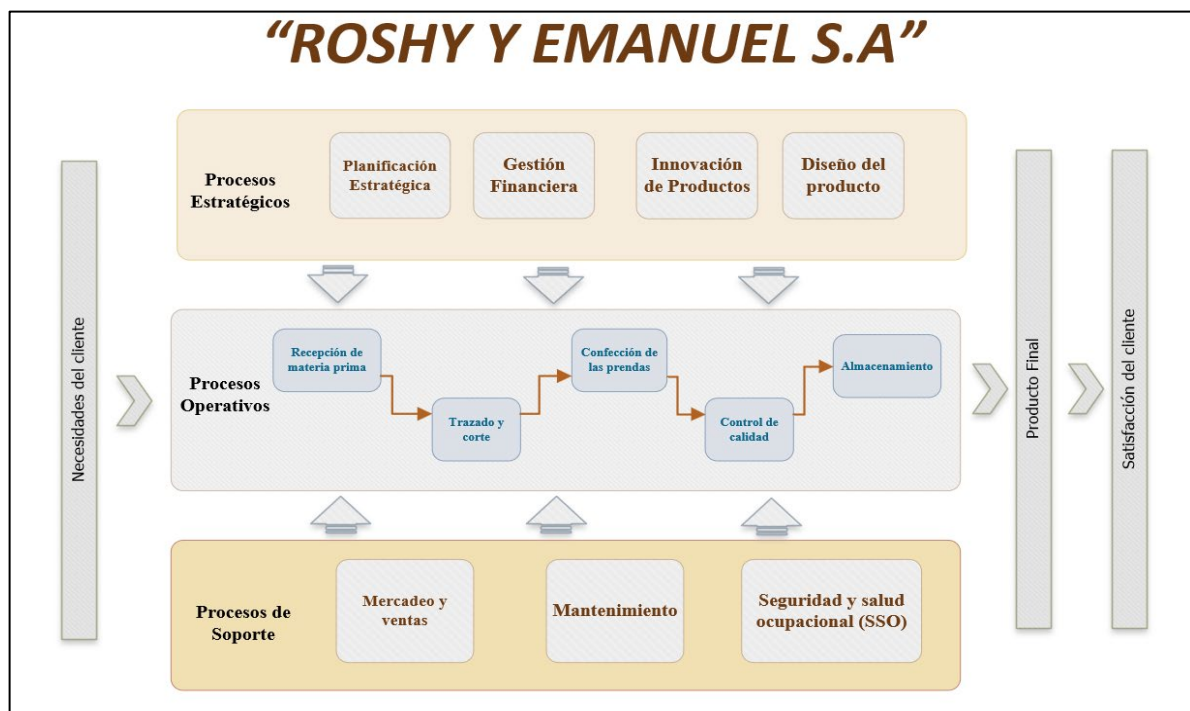 “ROSHY Y EMANUEL S.A”
Necesidades del cliente
Procesos
Estratégicos
Planificación
Estratégica
Gestión
Financiera
Innovación
de Productos
Diseño del
producto
Procesos
Operativos
Recepción de
materia prima
Trazado y
corte
Confección de
las prendas
Control de
calidad
Almacenamiento
Procesos de
Soporte
Mercadeo y
ventas
Mantenimiento
Seguridad y salud
ocupacional (SSO)
Producto Final
Satisfacción del cliente